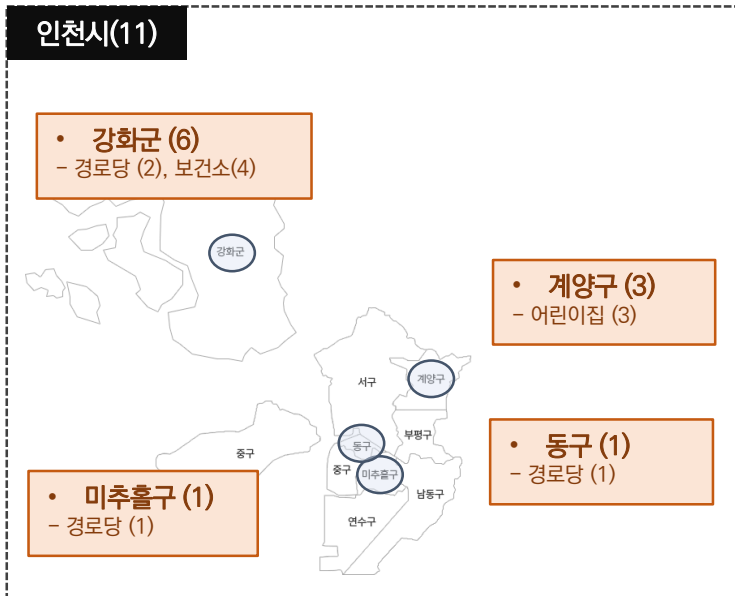 인천시(11)
• 강화군 (6)
- 경로당 (2), 보건소(4)
강화군
• 계양구 (3)
- 어린이집 (3)
서구
계양구
부평구
동구
중구
중구
미추홀구
남동구
연수구
• 동구 (1)
- 경로당 (1)
• 미추홀구 (1)
- 경로당 (1)